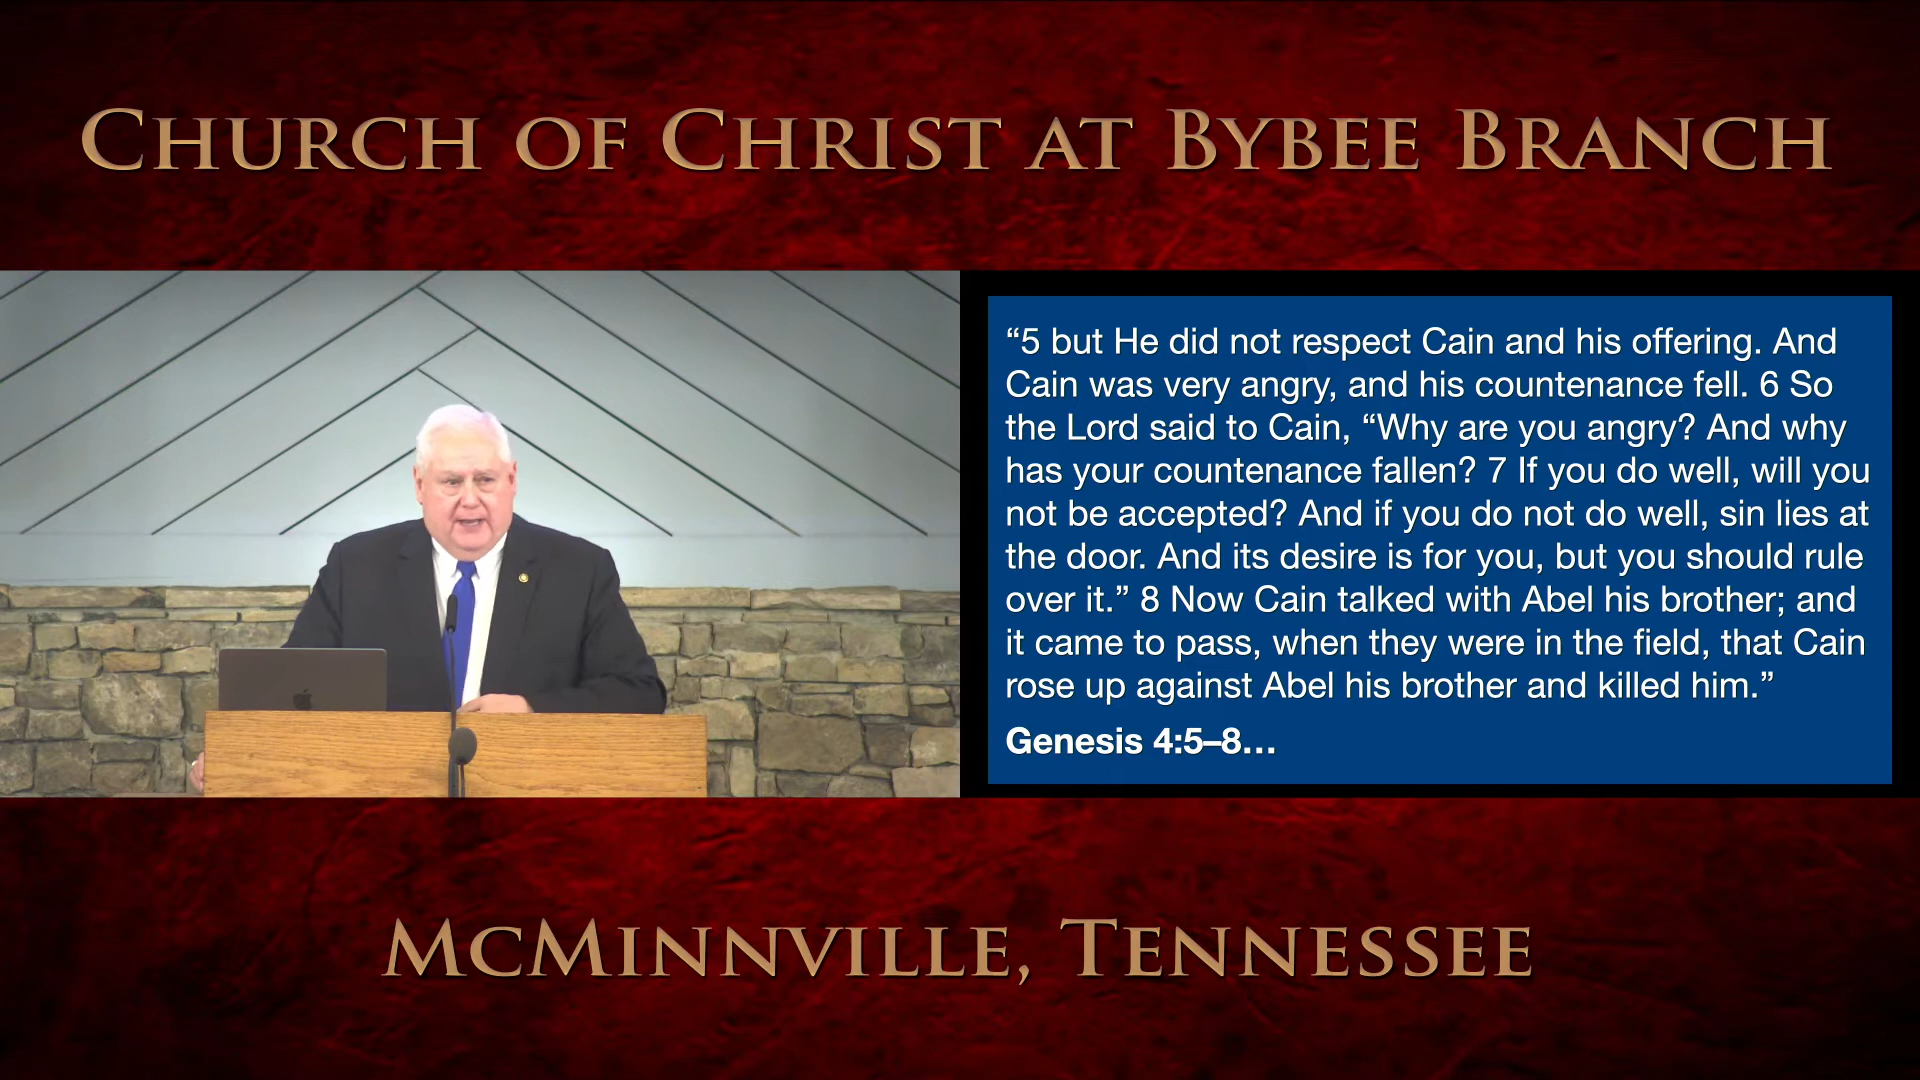 Church of Christ at Bybee Branch
“5 but He did not respect Cain and his offering. And
Cain was very angry, and his countenance fell. 6 So
the Lord said to Cain, “Why are you angry? And why
has your countenance fallen? 7 If you do well, will you
not be accepted? And if you do not do well, sin lies at
the door. And its desire is for you, but you should rule
over it.” 8 Now Cain talked with Abel his brother; and
it came to pass, when they were in the field, that Cain
rose up against Abel his brother and killed him.”
Genesis 4:5–8…
McMinnville, Tennessee